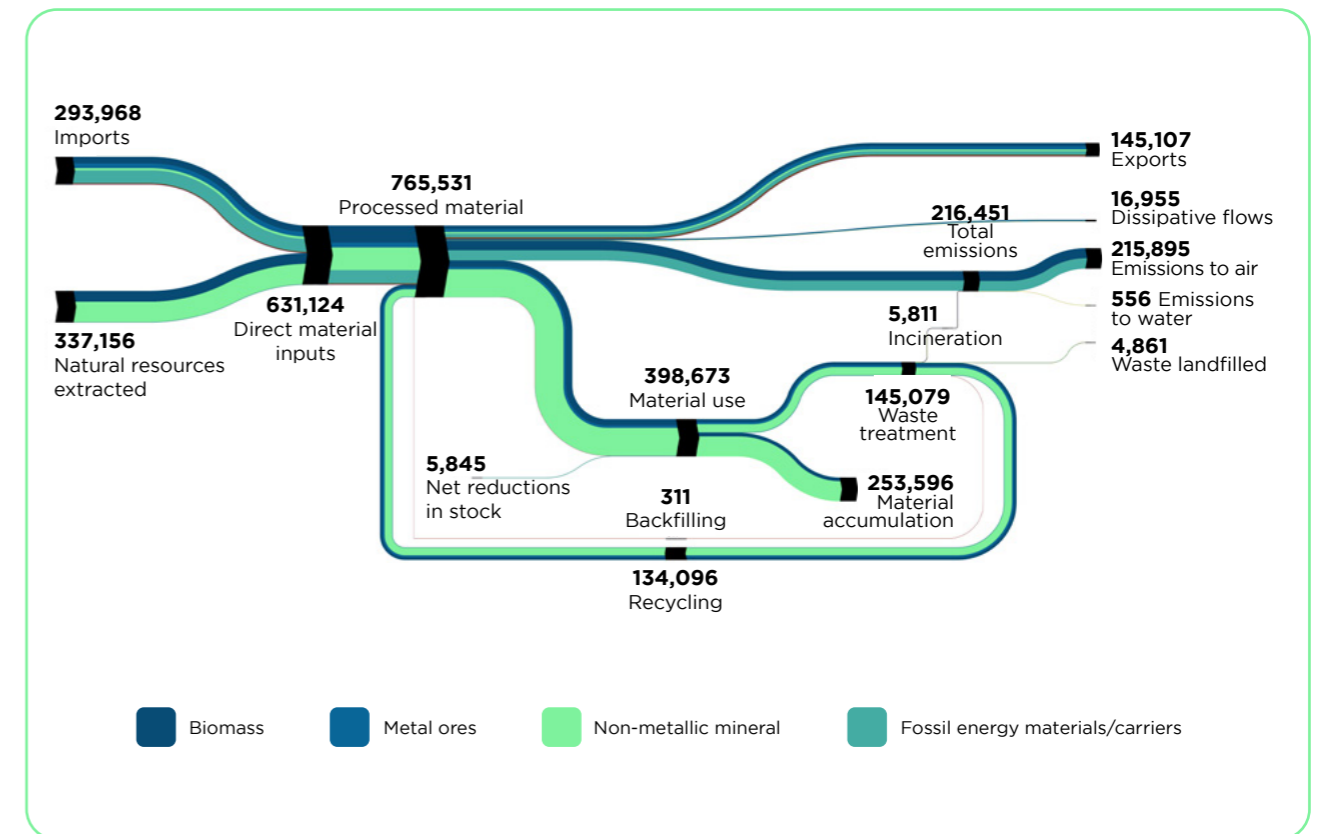 293,968
Imports
765,531
Processed material
145,107
Exports
16,955
Dissipative flows
216,451
Total
emissions
215,895
Emissions to air
556 Emissions
to water
5,811
Incineration
4,861
Waste landfilled
631,124
Direct material
inputs
337,156
Natural resources
extracted
398,673
Material use
145,079
Waste
treatment
5,845
Net reductions
in stock
311
Backfilling
253,596
Material
accumulation
134,096
Recycling
Biomass
Metal ores
Non-metallic mineral
Fossil energy materials/carriers